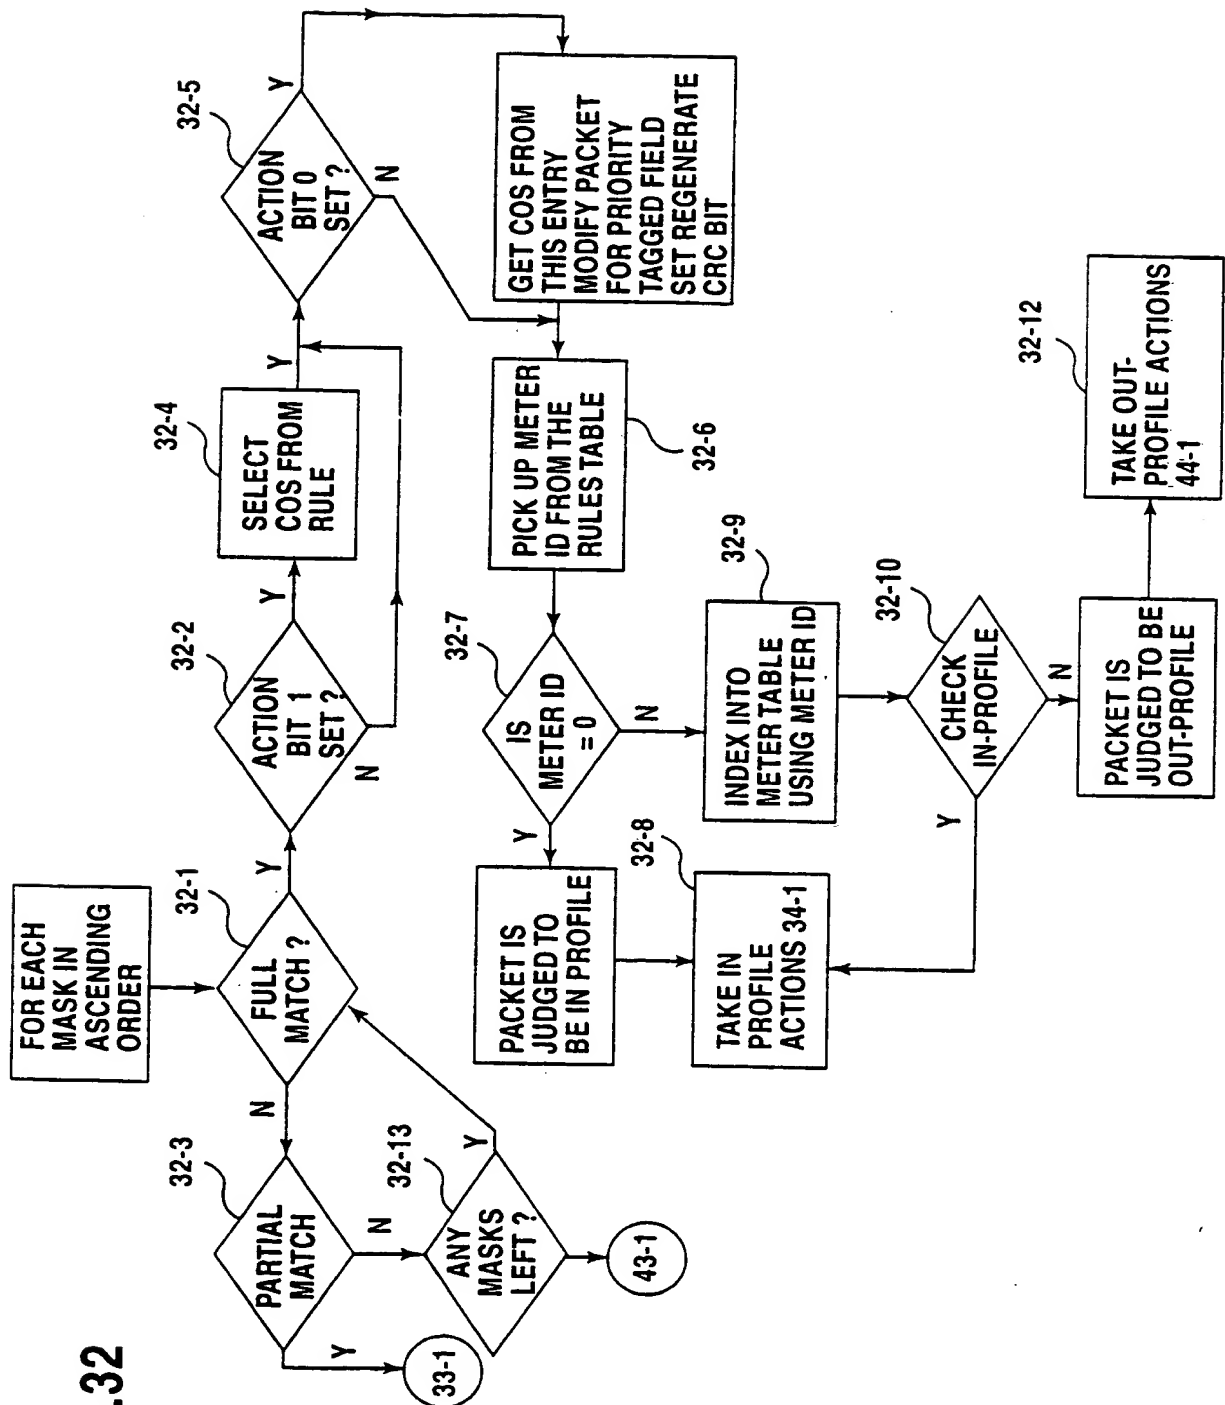 .32
FOR EACH
MASK IN
ASCENDING
ORDER
32-1
FULL
MATCH ?
Y
N
32-2
ACTION
BIT 1
SET ?
Y
N
32-4
SELECT
COS FROM
RULE
Y
32-5
ACTION
BIT 0
SET ?
Y
N
32-3
PARTIAL
MATCH
N
Y
33-1
32-13
ANY
MASKS
LEFT ?
Y
43-1
GET COS FROM
THIS ENTRY
MODIFY PACKET
FOR PRIORITY
TAGGED FIELD
SET REGENERATE
CRC BIT
PICK UP METER
ID FROM THE
RULES TABLE
32-6
32-7
IS
METER ID
= 0
Y
N
PACKET IS
JUDGED TO
BE IN PROFILE
32-8
TAKE IN
PROFILE
ACTIONS 34-1
32-9
INDEX INTO
METER TABLE
USING METER ID
32-10
CHECK
IN-PROFILE
Y
N
PACKET IS
JUDGED TO BE
OUT-PROFILE
32-12
TAKE OUT-
PROFILE ACTIONS
44-1